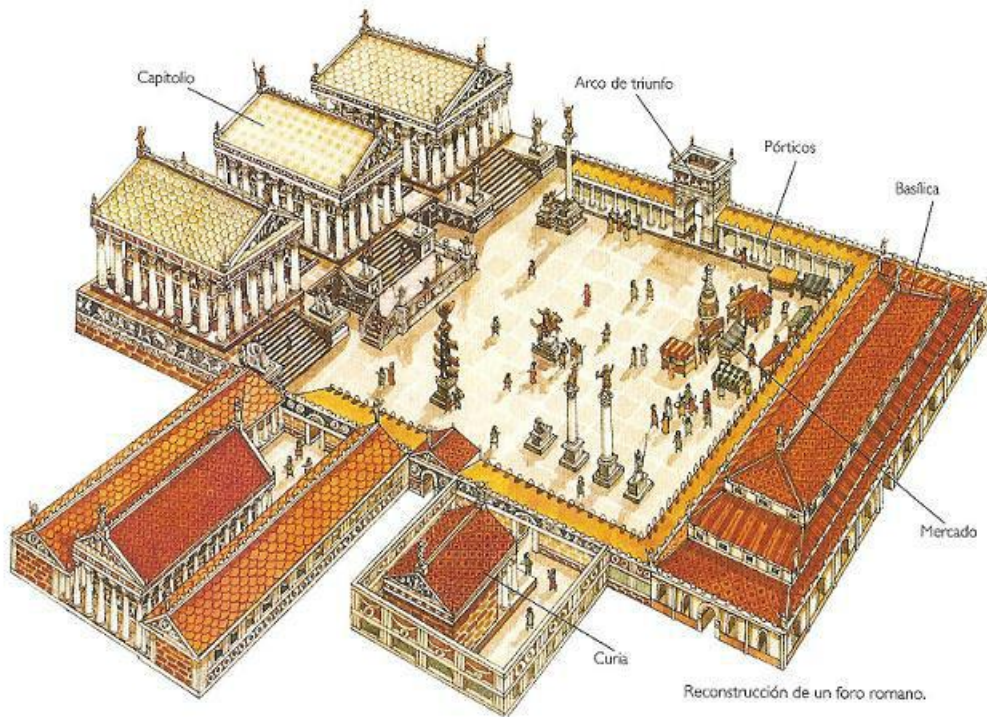 Capitolio
Arco de triunfo
Pórticos
Basílica
Mercado
Curia
Reconstrucción de un foro romano.